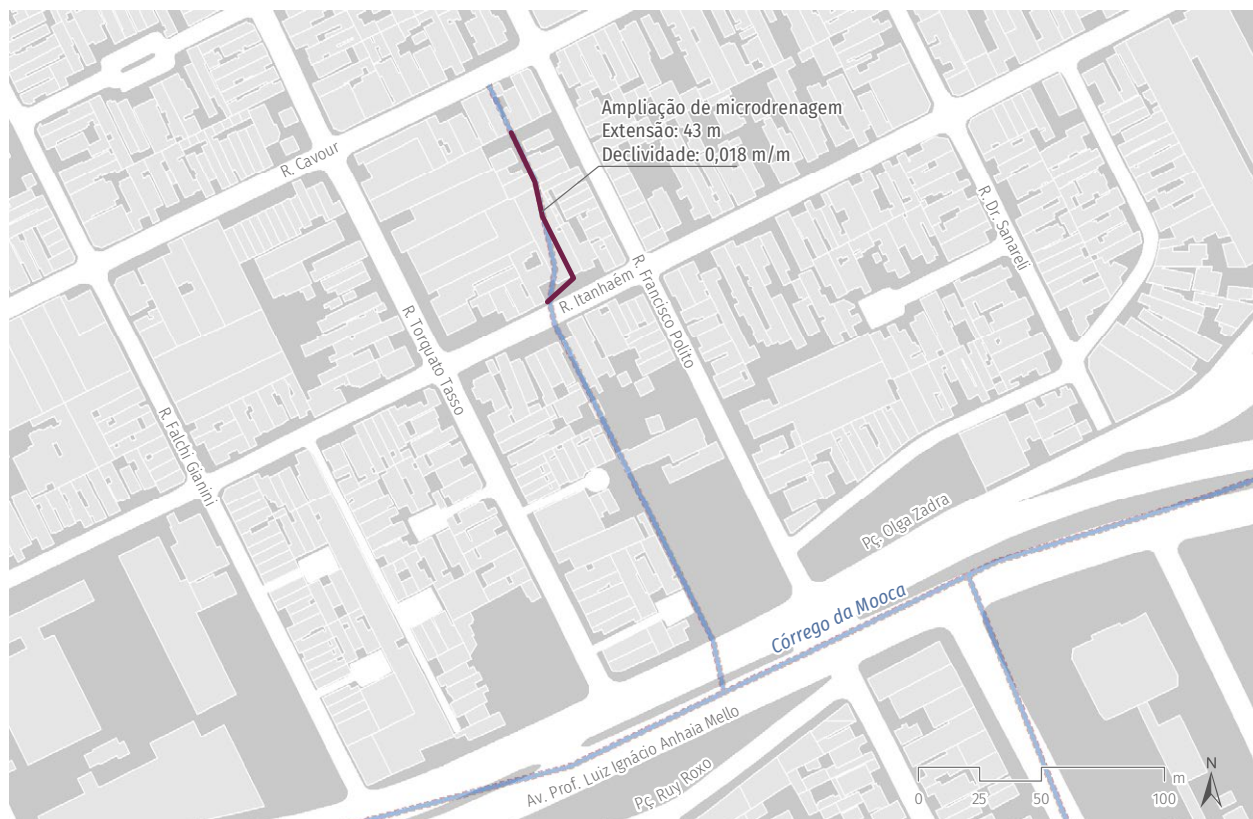 Ampliação de microdrenagem
Extensão: 43 m
Declividade: 0,018 m/m
R. Cavour
R. Dr. Sanareli
R. Itanhaém
R. Francisco Polito
R. Torquato Tasso
R. Falchi Gianini
Pç. Olga Zadra
Córrego da Mooca
Av. Prof. Luiz Ignácio Anhaia Mello
Pç. Ruy Roxo
N
m
0 25 50 100